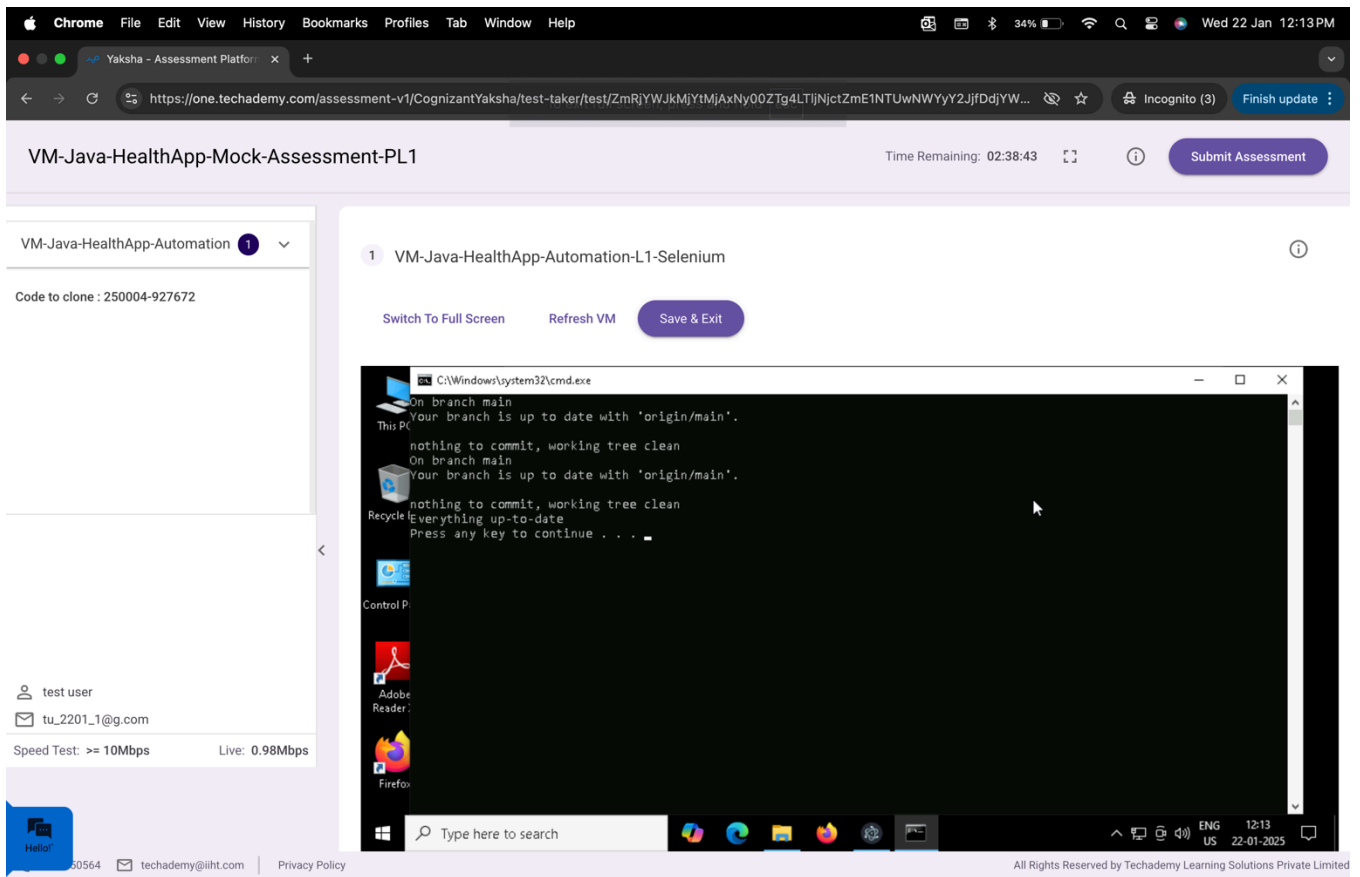 Chrome File Edit View History Bookmarks Profiles Tab Window Help 34% Wed 22 Jan 12:13 PM
Yaksha - Assessment Platform
https://one.techademy.com/assessment-v1/CognizantYaksha/test-taker/test/ZmRjYWJkMjYtMjAxNy00ZTg4LTljNjctZmE1NTUwNWYyY2JjfDdjYW... Incognito (3) Finish update
VM-Java-HealthApp-Mock-Assessment-PL1 Time Remaining: 02:38:43 Submit Assessment
VM-Java-HealthApp-Automation 1
Code to clone : 250004-927672
1 VM-Java-HealthApp-Automation-L1-Selenium
Switch To Full Screen Refresh VM Save & Exit
C:\Windows\system32\cmd.exe
On branch main
Your branch is up to date with 'origin/main'.
nothing to commit, working tree clean
On branch main
Your branch is up to date with 'origin/main'.
nothing to commit, working tree clean
Everything up-to-date
Press any key to continue . . .
This PC
Recycle
Control P
Adobe
Reader
Firefox
Type here to search
ENG 12:13
US 22-01-2025
test user
tu_2201_1@g.com
Speed Test: >= 10Mbps Live: 0.98Mbps
Hello!
50564 techademy@iiht.com Privacy Policy All Rights Reserved by Techademy Learning Solutions Private Limited